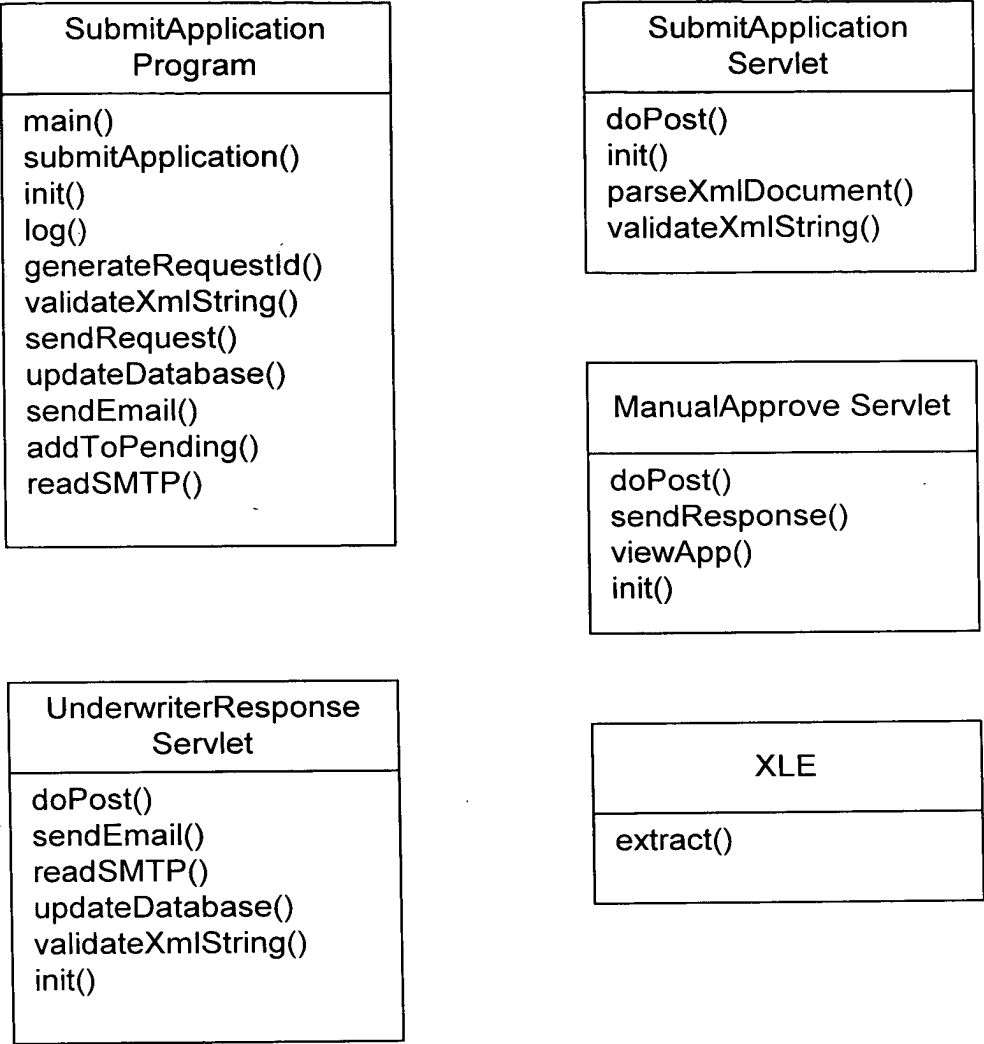 SubmitApplication
Program
main()
submitApplication()
init()
log()
generateRequestId()
validateXmlString()
sendRequest()
updateDatabase()
sendEmail()
addToPending()
readSMTP()
SubmitApplication
Servlet
doPost()
init()
parseXmlDocument()
validateXmlString()
ManualApprove Servlet
doPost()
sendResponse()
viewApp()
init()
UnderwriterResponse
Servlet
doPost()
sendEmail()
readSMTP()
updateDatabase()
validateXmlString()
init()
XLE
extract()